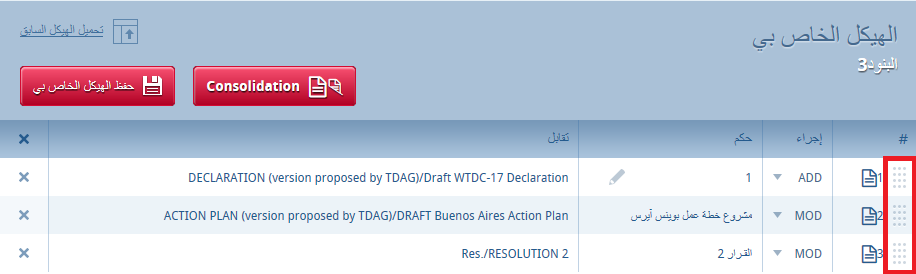 الهيكل الخاص بي
البنود3
تحميل الهيكل السابق
Consolidation
حفظ الهيكل الخاص بي
# إجراء حكم تقابل ×
1 ADD 1 DECLARATION (version proposed by TDAG)/Draft WTDC-17 Declaration ×
2 MOD مشروع خطة عمل بوينس آيرس ACTION PLAN (version proposed by TDAG)/DRAFT Buenos Aires Action Plan ×
3 MOD القرار 2 Res./RESOLUTION 2 ×